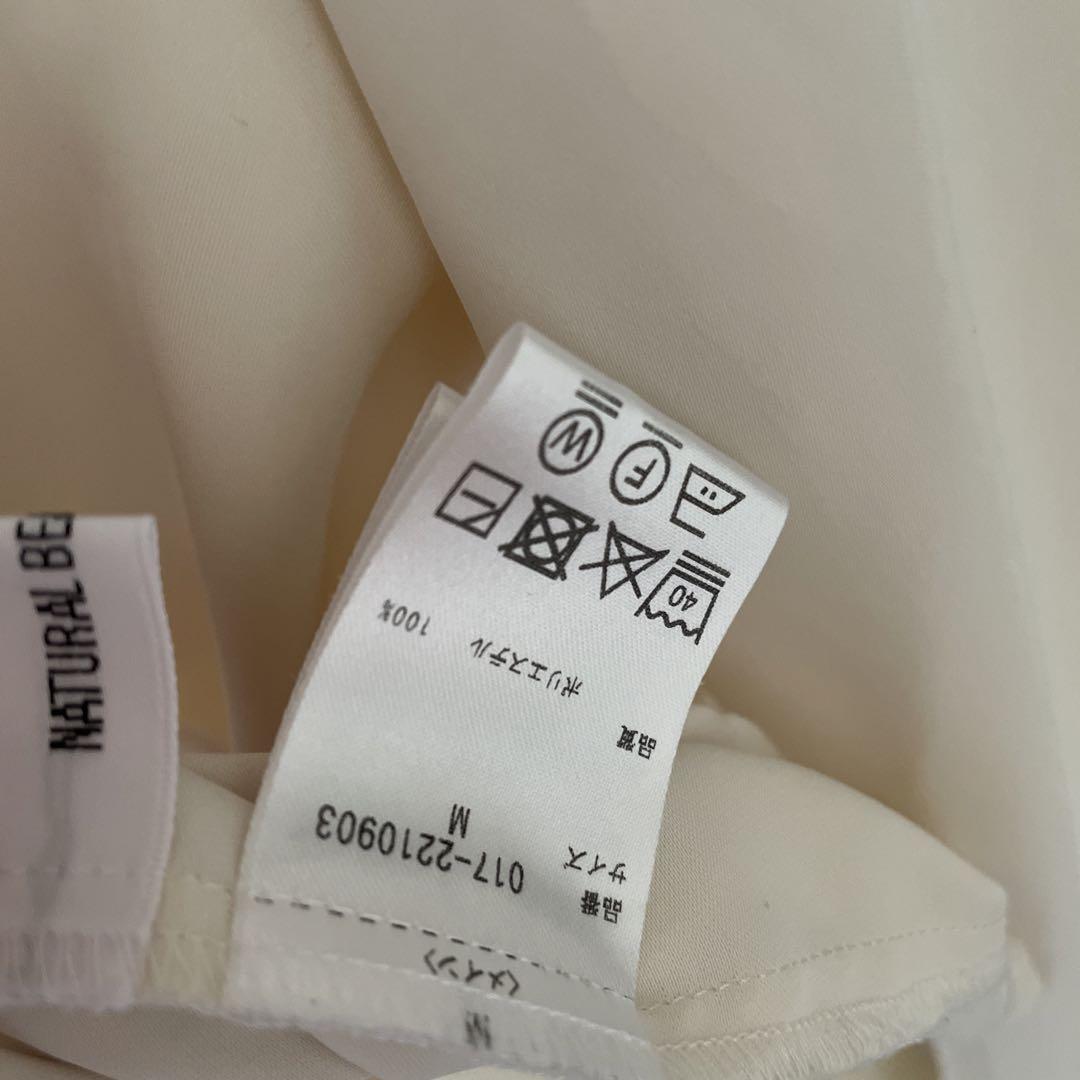 NATURAL BEA
〈メイン〉
品番 017-2210903
サイズ M
品質
ポリエステル 100%
40
F
W
M